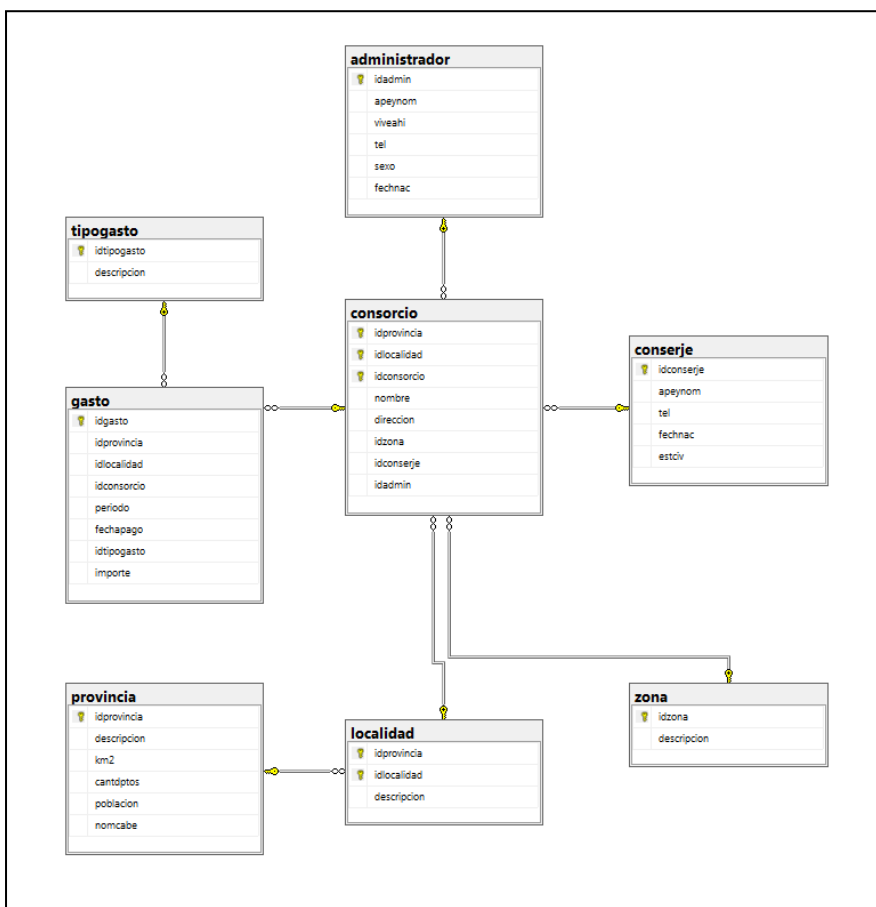 administrador
idadmin
apeynom
viveahi
tel
sexo
fechnac
tipogasto
idtipogasto
descripcion
consorcio
idprovincia
idlocalidad
idconsorcio
nombre
direccion
idzona
idconserje
idadmin
conserje
idconserje
apeynom
tel
fechnac
estciv
gasto
idgasto
idprovincia
idlocalidad
idconsorcio
periodo
fechapago
idtipogasto
importe
provincia
idprovincia
descripcion
km2
cantdptos
poblacion
nomcabe
localidad
idprovincia
idlocalidad
descripcion
zona
idzona
descripcion